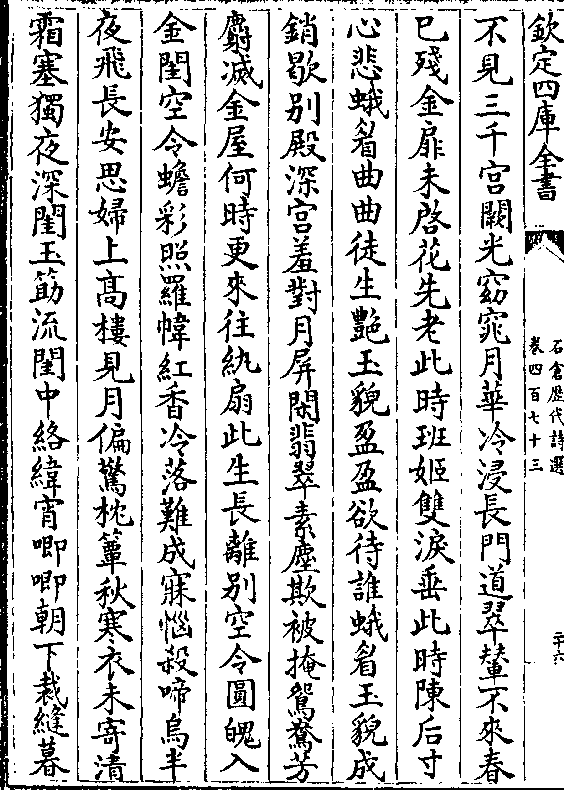 欽定四庫全書
石倉歷代詩選
卷四百七十三
二十六
不見三千宮闕光窈窕月華冷浸長門道翠輦不來春
已殘金扉未啓花先老此時班姬雙淚垂此時陳后寸
心悲蛾眉曲曲徒生艷玉貌盈盈欲待誰蛾眉玉貌成
銷歇别殿深宮羞對月屏閑翡翠素塵欺被掩鴛鴦芳
麝滅金屋何時更來往紈扇此生長離别空令圓魄入
金閨空令蟾彩照羅幃紅香冷落難成寐惱殺啼烏半
夜飛長安思婦上髙樓見月偏驚枕簟秋寒衣未寄清
霜塞獨夜深閨玉筯流閨中絡緯宵唧唧朝下裁縫暮